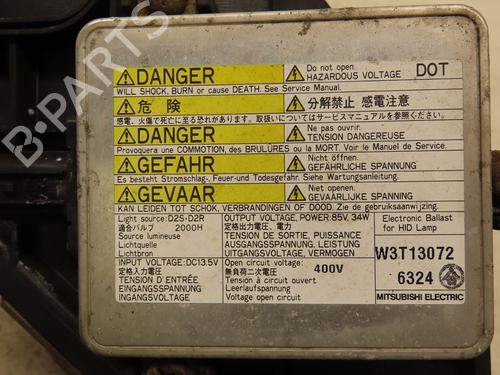 DANGER
Do not open.
HAZARDOUS VOLTAGE
DOT
WILL SHOCK, BURN or cause DEATH. See Service Manual.
危 険
分解禁止 感電注意
感電、火傷で死亡に至る恐れがあります。取扱いについてはサービスマニュアルを参照ください。
DANGER
Ne pas ouvrir.
TENSION DANGEREUSE
Provoquera une COMMOTION, des BRULURES ou la MORT. Voir le Manuel de Service.
GEFAHR
Nicht öffnen.
GEFÄHRLICHE SPANNUNG
Es besteht Stromschlag-, Feuer-und Todesgefahr. Siehe Wartungsanleitung.
GEVAAR
Niet openen.
GEVAARLIJKE SPANNING
KAN LEIDEN TOT SCHOK, VERBRANDINGEN OF DOOD. Zie de gebruiksaanwijzing
Light source: D2S-D2R
適合バルブ 2000H
Source lumineuse
Lichtquelle
Lichtbron
OUTPUT VOLTAGE, POWER: 85V, 34W
定格出力電圧、電力
TENSION DE SORTIE, PUISSANCE
AUSGANGSSPANNUNG, LEISTUNG
UITGANGSVOLTAGE, VERMOGEN
Electronic Ballast
for HID Lamp
W3T13072
6324
MITSUBISHI ELECTRIC
INPUT VOLTAGE: DC13.5V
定格入力電圧
TENSION D'ENTRÉE
EINGANGSSPANNUNG
INGANGSVOLTAGE
Open circuit voltage
無負荷二次電圧 400V
Tension à circuit ouvert
Leerlaufspannung
Voltage open circuit
B-PARTS